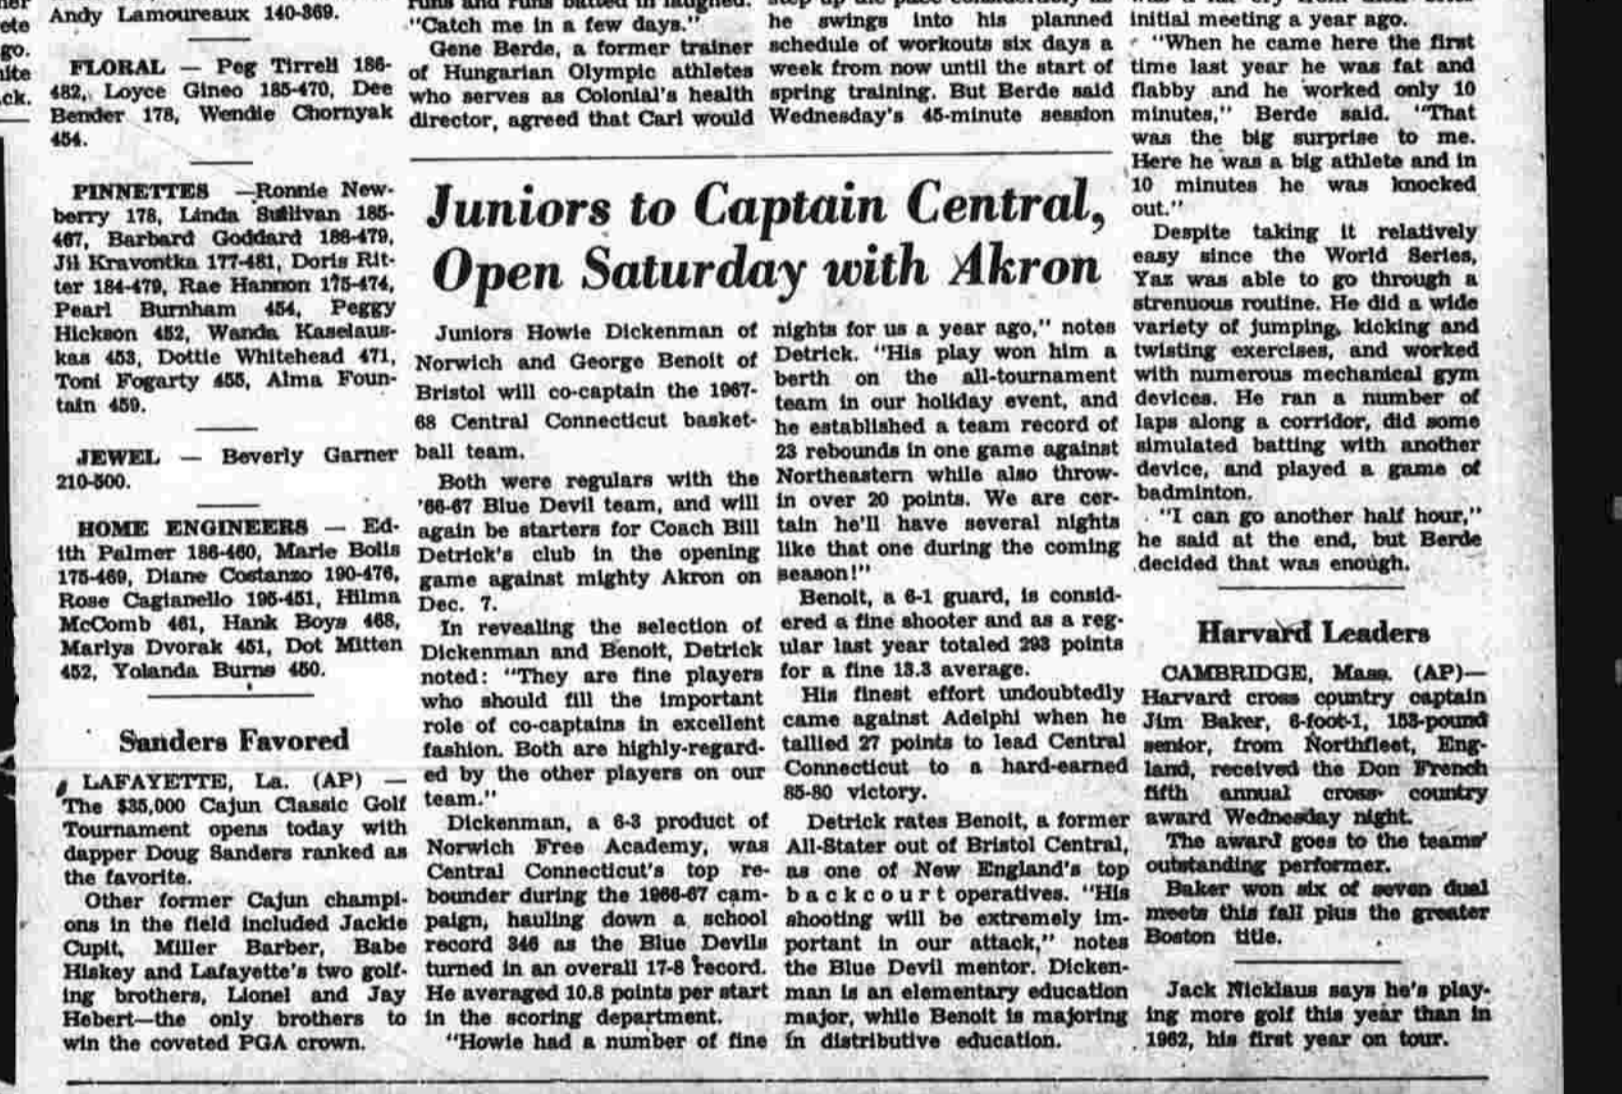 ete
go.
ck.
Andy Lamoureaux 140-369.
FLORAL — Peg Tirrell 186-
482, Loyce Gineo 185-470, Dee
Bender 178, Wendie Chornyak
454.
PINNETTES —Ronnie New-
berry 178, Linda Sullivan 185-
467, Barbard Goddard 188-479,
Jil Kravontka 177-481, Doris Rit-
ter 184-479, Rae Hannon 175-474,
Pearl Burnham 454, Peggy
Hickson 452, Wanda Kaselaus-
kas 453, Dottie Whitehead 471,
Toni Fogarty 455, Alma Foun-
tain 459.
JEWEL — Beverly Garner
210-500.
HOME ENGINEERS — Ed-
ith Palmer 186-460, Marie Bolis
175-469, Diane Costanzo 190-476,
Rose Cagianello 195-451, Hilma
McComb 461, Hank Boys 468,
Marlys Dvorak 451, Dot Mitten
452, Yolanda Burns 450.
Sanders Favored
LAFAYETTE, La. (AP) —
The $35,000 Cajun Classic Golf
Tournament opens today with
dapper Doug Sanders ranked as
the favorite.
Other former Cajun champi-
ons in the field included Jackie
Cupit, Miller Barber, Babe
Hiskey and Lafayette's two golf-
ing brothers, Lionel and Jay
Hebert—the only brothers to
win the coveted PGA crown.
runs and runs batted in laughed.
"Catch me in a few days."
Gene Berde, a former trainer
of Hungarian Olympic athletes
who serves as Colonial's health
director, agreed that Carl would
step up the pace considerably as
he swings into his planned
schedule of workouts six days a
week from now until the start of
spring training. But Berde said
Wednesday's 45-minute session
Juniors to Captain Central,
Open Saturday with Akron
Juniors Howie Dickenman of
Norwich and George Benoit of
Bristol will co-captain the 1967-
68 Central Connecticut basket-
ball team.
Both were regulars with the
'66-67 Blue Devil team, and will
again be starters for Coach Bill
Detrick's club in the opening
game against mighty Akron on
Dec. 7.
In revealing the selection of
Dickenman and Benoit, Detrick
noted: "They are fine players
who should fill the important
role of co-captains in excellent
fashion. Both are highly-regard-
ed by the other players on our
team."
Dickenman, a 6-3 product of
Norwich Free Academy, was
Central Connecticut's top re-
bounder during the 1966-67 cam-
paign, hauling down a school
record 346 as the Blue Devils
turned in an overall 17-8 record.
He averaged 10.8 points per start
in the scoring department.
"Howie had a number of fine
nights for us a year ago," notes
Detrick. "His play won him a
berth on the all-tournament
team in our holiday event, and
he established a team record of
23 rebounds in one game against
Northeastern while also throw-
in over 20 points. We are cer-
tain he'll have several nights
like that one during the coming
season!"
Benoit, a 6-1 guard, is consid-
ered a fine shooter and as a reg-
ular last year totaled 293 points
for a fine 13.3 average.
His finest effort undoubtedly
came against Adelphi when he
tallied 27 points to lead Central
Connecticut to a hard-earned
85-80 victory.
Detrick rates Benoit, a former
All-Stater out of Bristol Central,
as one of New England's top
backcourt operatives. "His
shooting will be extremely im-
portant in our attack," notes
the Blue Devil mentor. Dicken-
man is an elementary education
major, while Benoit is majoring
in distributive education.
initial meeting a year ago.
"When he came here the first
time last year he was fat and
flabby and he worked only 10
minutes," Berde said. "That
was the big surprise to me.
Here he was a big athlete and in
10 minutes he was knocked
out."
Despite taking it relatively
easy since the World Series,
Yaz was able to go through a
strenuous routine. He did a wide
variety of jumping, kicking and
twisting exercises, and worked
with numerous mechanical gym
devices. He ran a number of
laps along a corridor, did some
simulated batting with another
device, and played a game of
badminton.
"I can go another half hour,"
he said at the end, but Berde
decided that was enough.
Harvard Leaders
CAMBRIDGE, Mass. (AP)—
Harvard cross country captain
Jim Baker, 6-foot-1, 153-pound
senior, from Northfleet, Eng-
land, received the Don French
fifth annual cross- country
award Wednesday night.
The award goes to the teams'
outstanding performer.
Baker won six of seven dual
meets this fall plus the greater
Boston title.
Jack Nicklaus says he's play-
ing more golf this year than in
1962, his first year on tour.